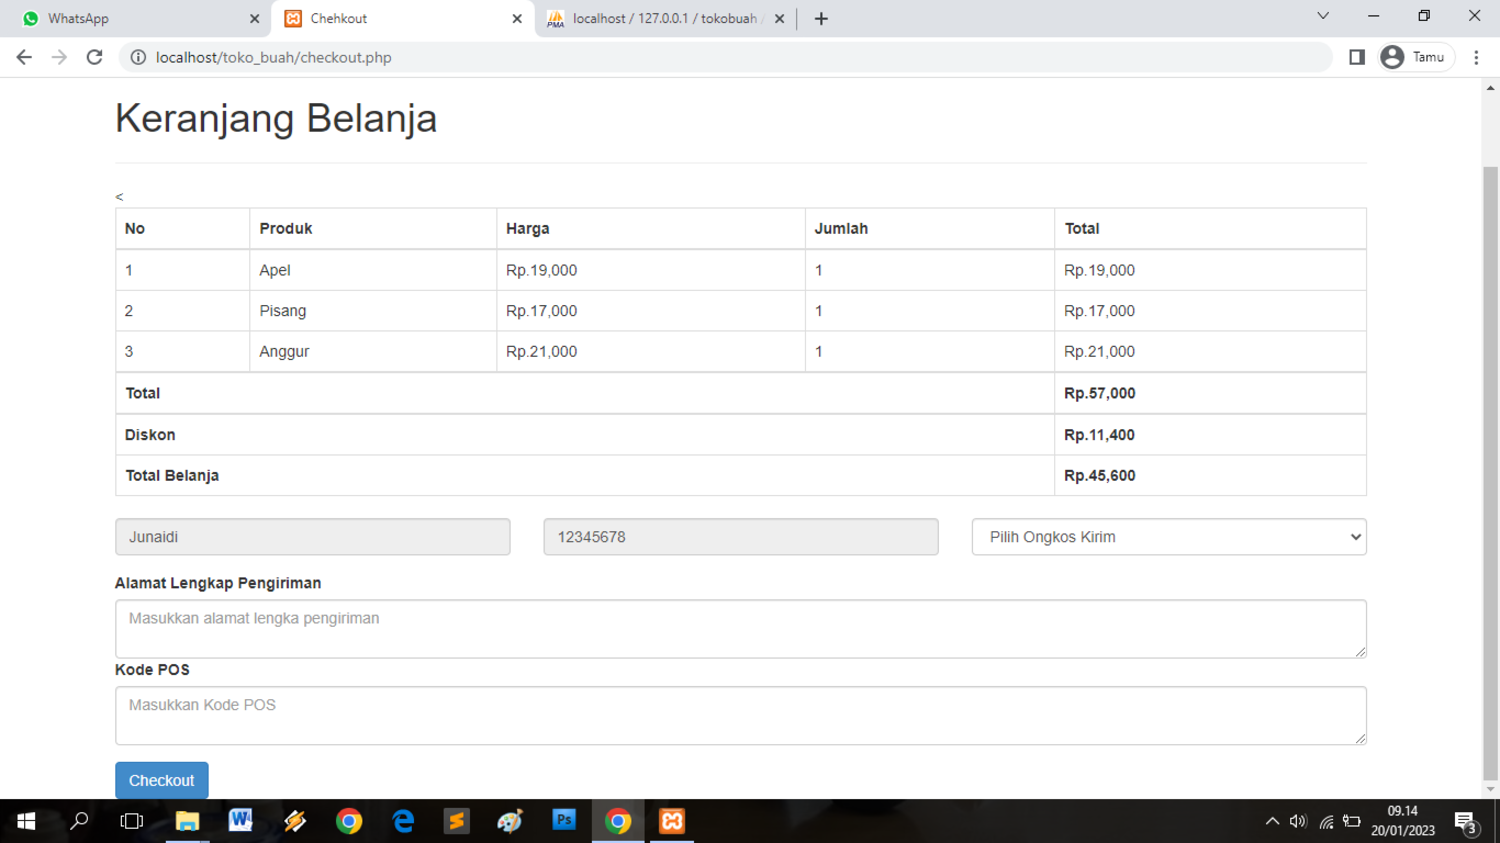 WhatsApp
Chehkout
localhost / 127.0.0.1 / tokobuah /
localhost/toko_buah/checkout.php
Tamu
Keranjang Belanja
<
No Produk Harga Jumlah Total
1 Apel Rp.19,000 1 Rp.19,000
2 Pisang Rp.17,000 1 Rp.17,000
3 Anggur Rp.21,000 1 Rp.21,000
Total Rp.57,000
Diskon Rp.11,400
Total Belanja Rp.45,600
Junaidi 12345678 Pilih Ongkos Kirim
Alamat Lengkap Pengiriman
Masukkan alamat lengka pengiriman
Kode POS
Masukkan Kode POS
Checkout
09.14
20/01/2023
3